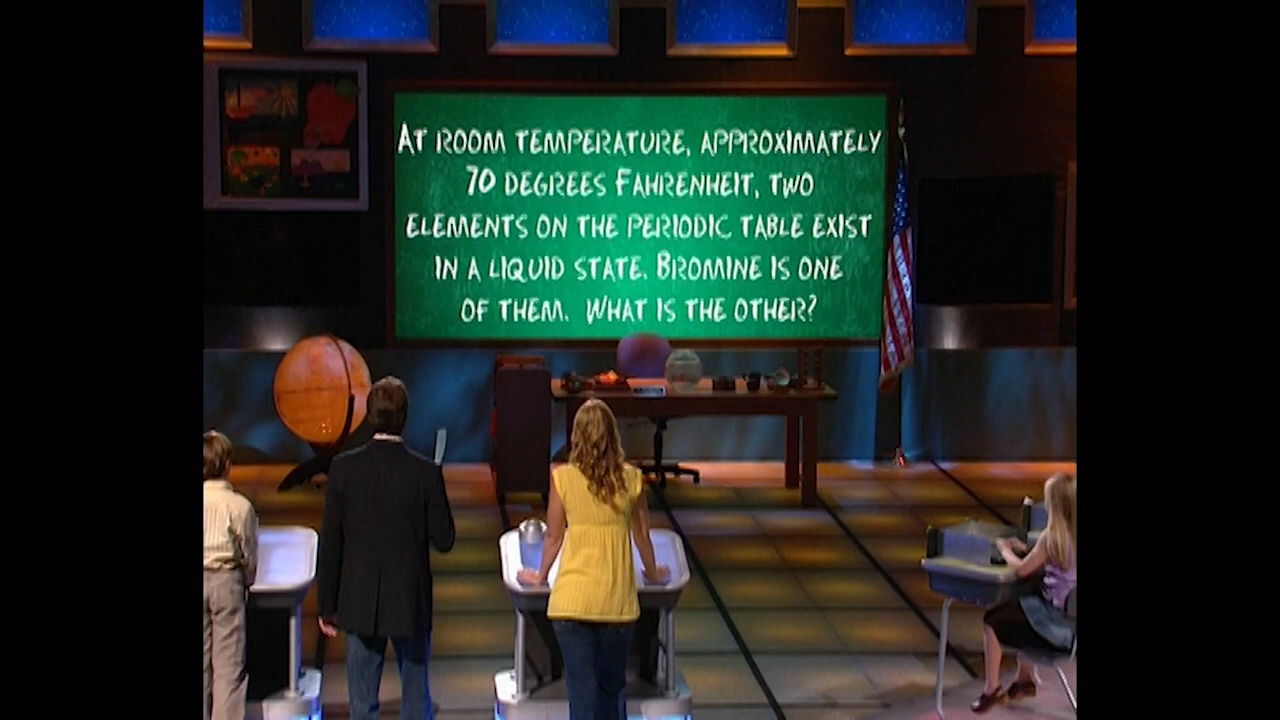 At room temperature, approximately
70 degrees Fahrenheit, two
elements on the periodic table exist
in a liquid state. Bromine is one
of them. What is the other?